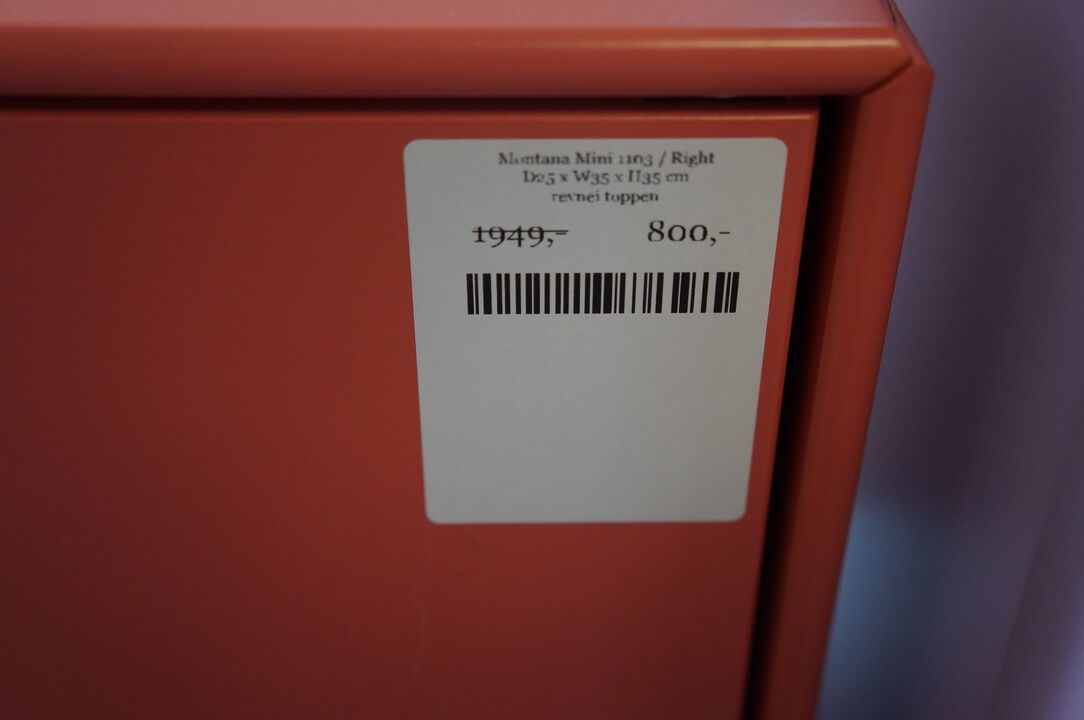 Montana Mini 1103 / Right
D25 x W35 x H35 cm
revnei toppen
1949,- 800,-